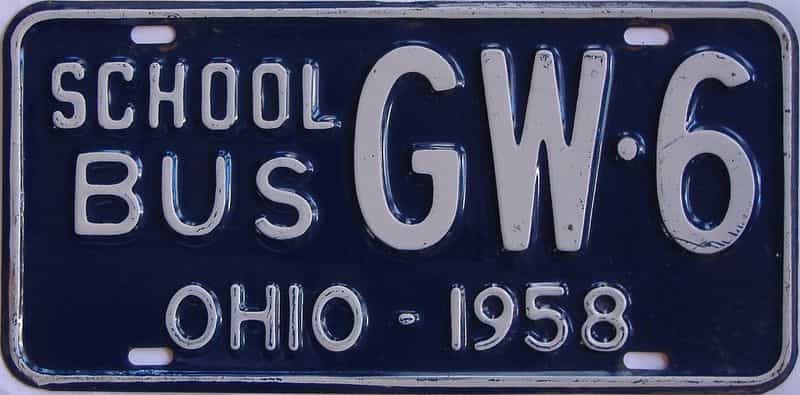 SCHOOL
BUS
GW·6
OHIO - 1958